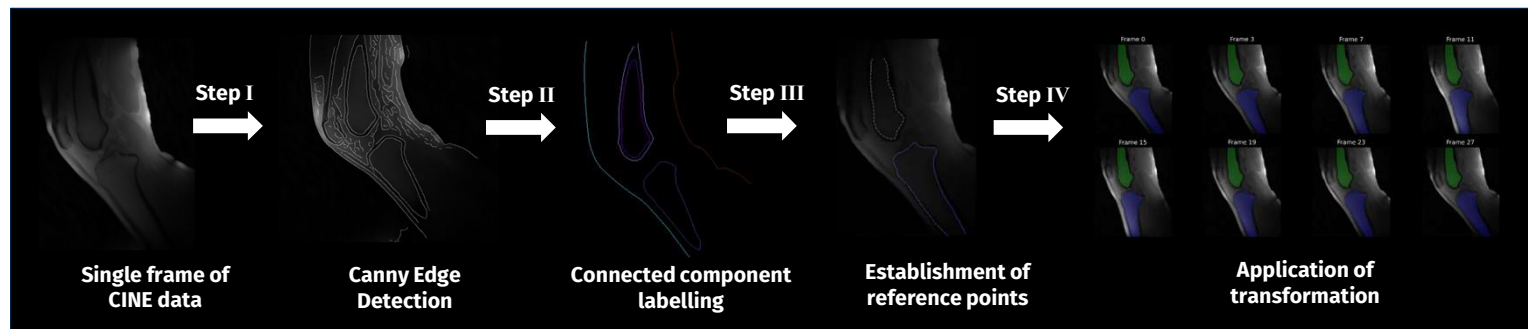 Step I
Step II
Step III
Step IV
Frame 0
Frame 3
Frame 7
Frame 11
Frame 15
Frame 19
Frame 23
Frame 27
Single frame of
CINE data
Canny Edge
Detection
Connected component
labelling
Establishment of
reference points
Application of
transformation